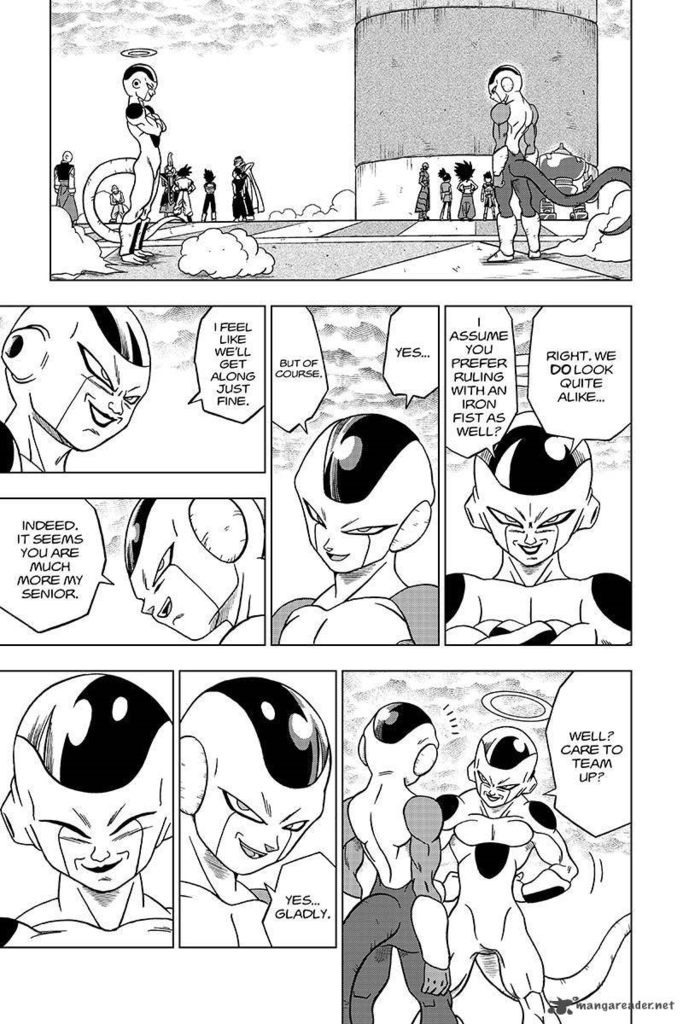 RIGHT. WE
DO LOOK
QUITE
ALIKE...
I
ASSUME
YOU
PREFER
RULING
WITH AN
IRON
FIST AS
WELL?
YES...
BUT OF
COURSE.
I FEEL
LIKE
WE'LL
GET
ALONG
JUST
FINE.
INDEED.
IT SEEMS
YOU ARE
MUCH
MORE MY
SENIOR.
WELL?
CARE TO
TEAM
UP?
YES...
GLADLY.
mangareader.net